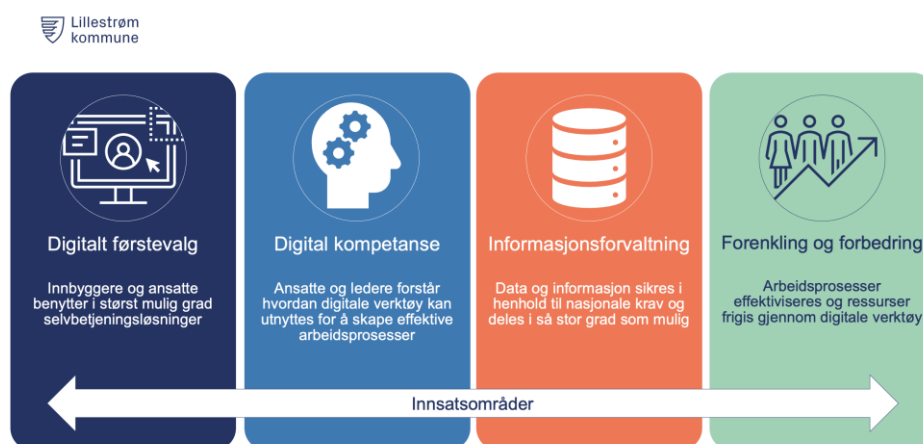 Lillestrøm
kommune
Digitalt førstevalg
Innbyggere og ansatte
benytter i størst mulig grad
selvbetjeningsløsninger
Digital kompetanse
Ansatte og ledere forstår
hvordan digitale verktøy kan
utnyttes for å skape effektive
arbeidsprosesser
Informasjonsforvaltning
Data og informasjon sikres i
henhold til nasjonale krav og
deles i så stor grad som mulig
Forenkling og forbedring
Arbeidsprosesser
effektiviseres og ressurser
frigis gjennom digitale verktøy
Innsatsområder